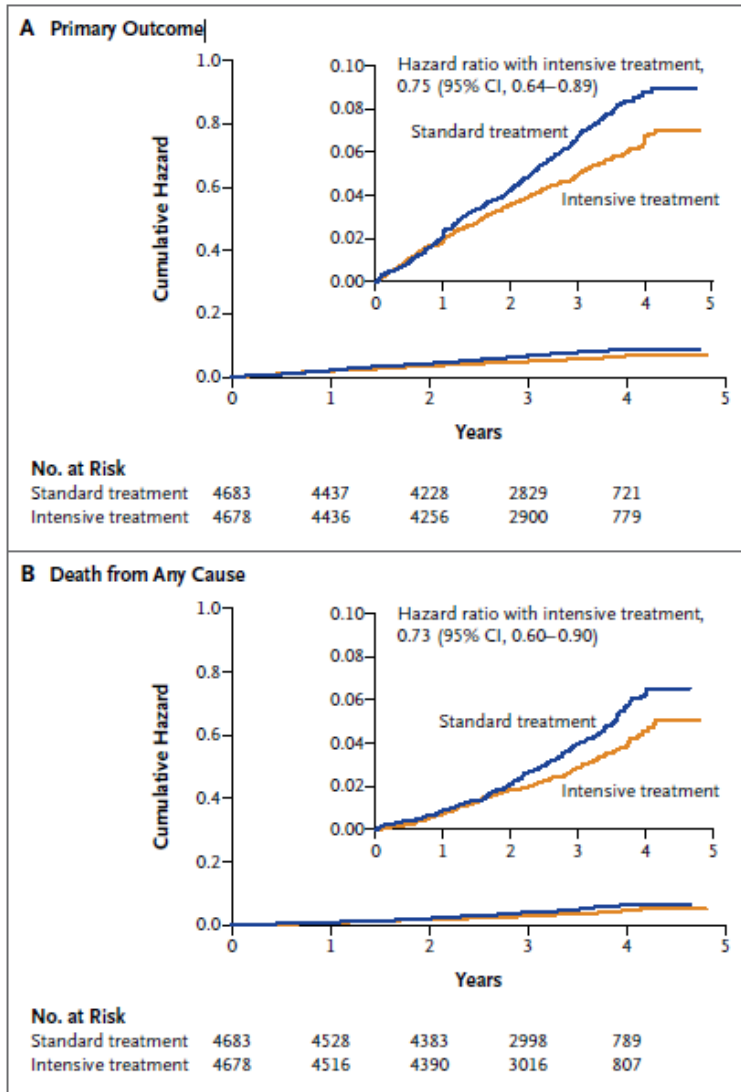 A Primary Outcome
1.0
0.8
0.6
0.4
0.2
0.0
Cumulative Hazard
0.10
0.08
0.06
0.04
0.02
0.00
Hazard ratio with intensive treatment,
0.75 (95% CI, 0.64–0.89)
Standard treatment
Intensive treatment
0 1 2 3 4 5
0 1 2 3 4 5
Years
No. at Risk
Standard treatment 4683 4437 4228 2829 721
Intensive treatment 4678 4436 4256 2900 779
B Death from Any Cause
1.0
0.8
0.6
0.4
0.2
0.0
Cumulative Hazard
0.10
0.08
0.06
0.04
0.02
0.00
Hazard ratio with intensive treatment,
0.73 (95% CI, 0.60–0.90)
Standard treatment
Intensive treatment
0 1 2 3 4 5
0 1 2 3 4 5
Years
No. at Risk
Standard treatment 4683 4528 4383 2998 789
Intensive treatment 4678 4516 4390 3016 807